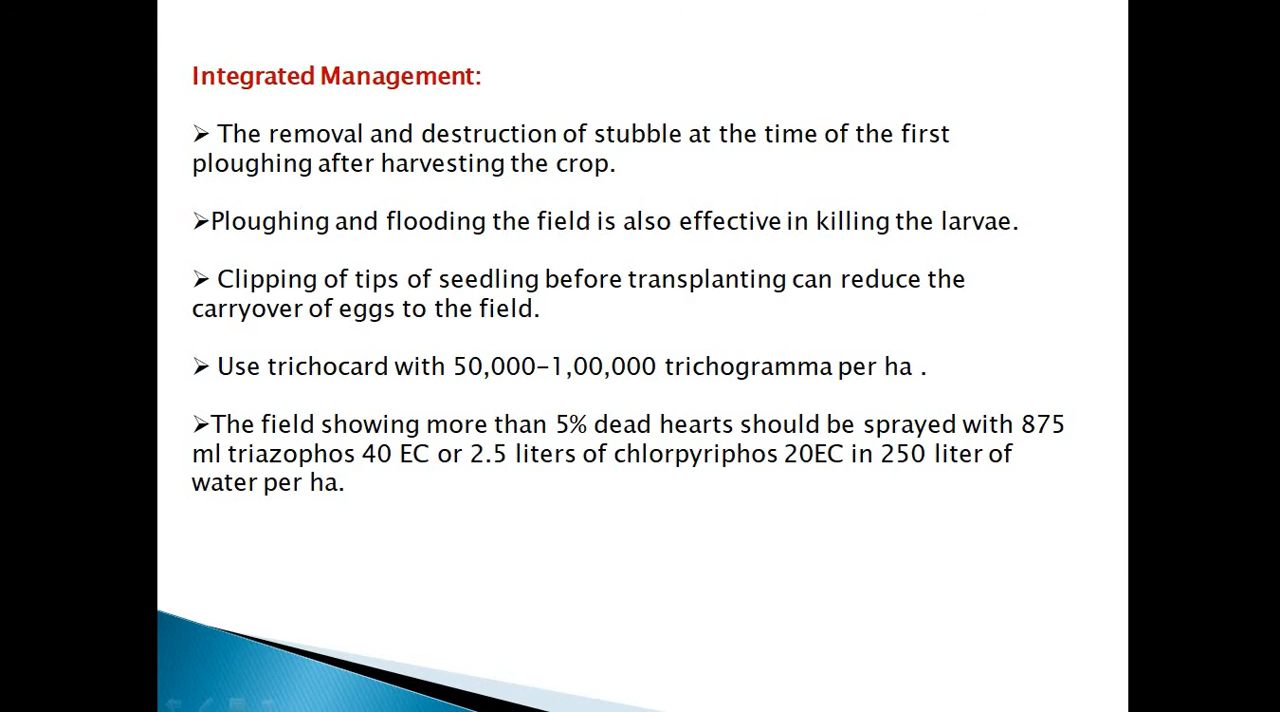 Integrated Management:
➢ The removal and destruction of stubble at the time of the first
ploughing after harvesting the crop.
➢Ploughing and flooding the field is also effective in killing the larvae.
➢ Clipping of tips of seedling before transplanting can reduce the
carryover of eggs to the field.
➢ Use trichocard with 50,000-1,00,000 trichogramma per ha .
➢The field showing more than 5% dead hearts should be sprayed with 875
ml triazophos 40 EC or 2.5 liters of chlorpyriphos 20EC in 250 liter of
water per ha.